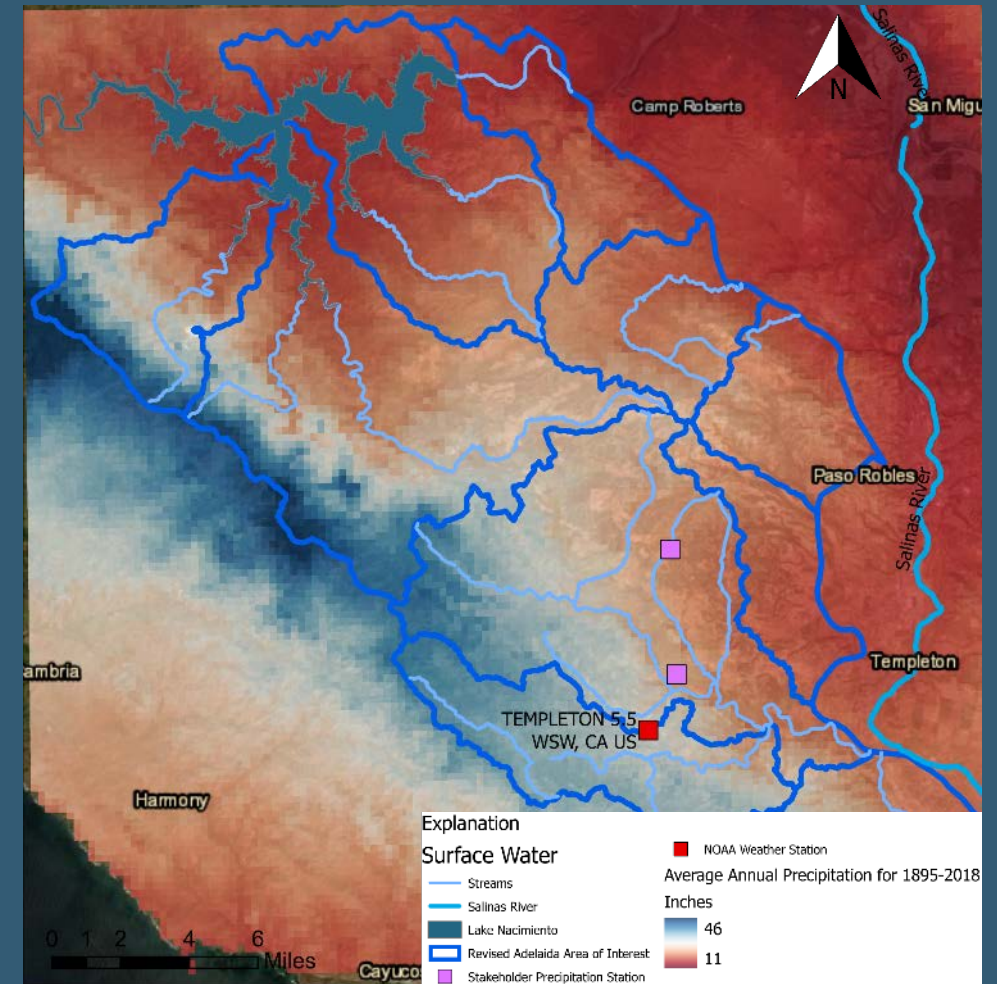 Salinas River
N
Camp Roberts
San Migu
Paso Robles
Salinas River
Templeton
ambria
TEMPLETON 5.5
WSW, CA US
Harmony
Cayuco
0 1 2 4 6
Miles
Explanation
Surface Water
Streams
Salinas River
Lake Nacimiento
Revised Adelaida Area of Interest
Stakeholder Precipitation Station
NOAA Weather Station
Average Annual Precipitation for 1895-2018
Inches
46
11